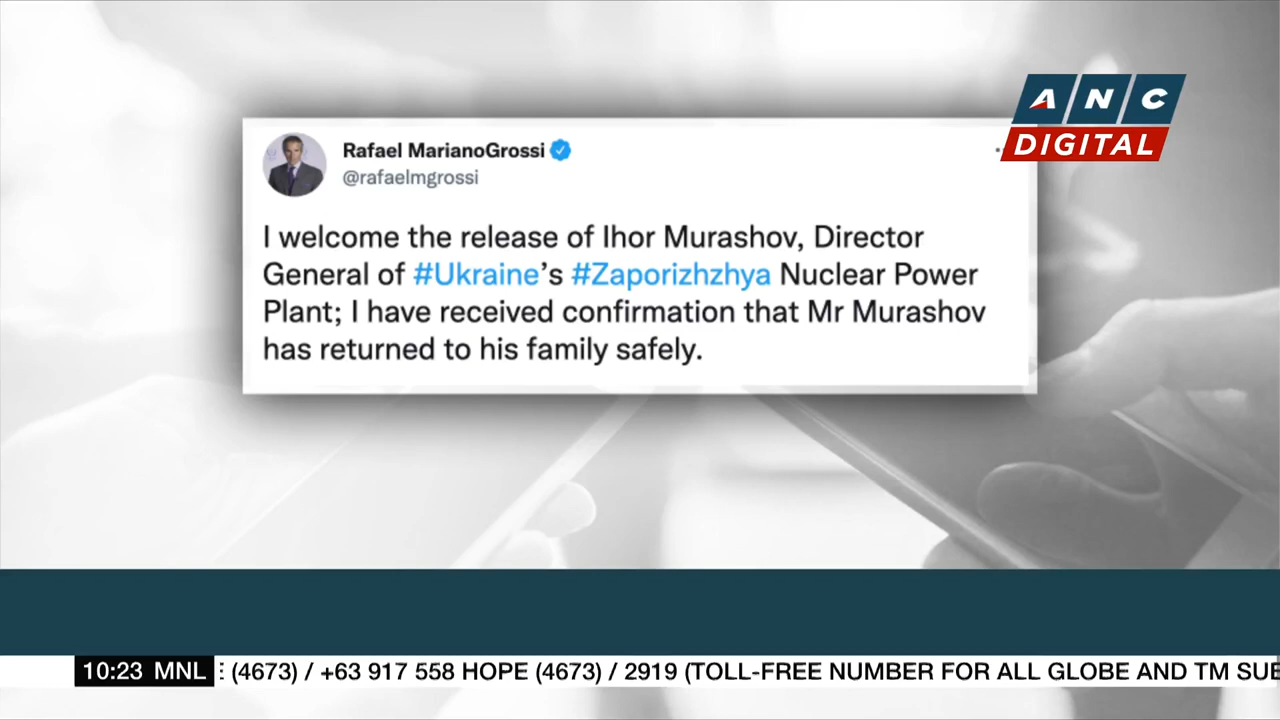 ANC
DIGITAL
Rafael MarianoGrossi
@rafaelmgrossi
I welcome the release of Ihor Murashov, Director
General of #Ukraine's #Zaporizhzhya Nuclear Power
Plant; I have received confirmation that Mr Murashov
has returned to his family safely.
10:23 MNL (4673) / +63 917 558 HOPE (4673) / 2919 (TOLL-FREE NUMBER FOR ALL GLOBE AND TM